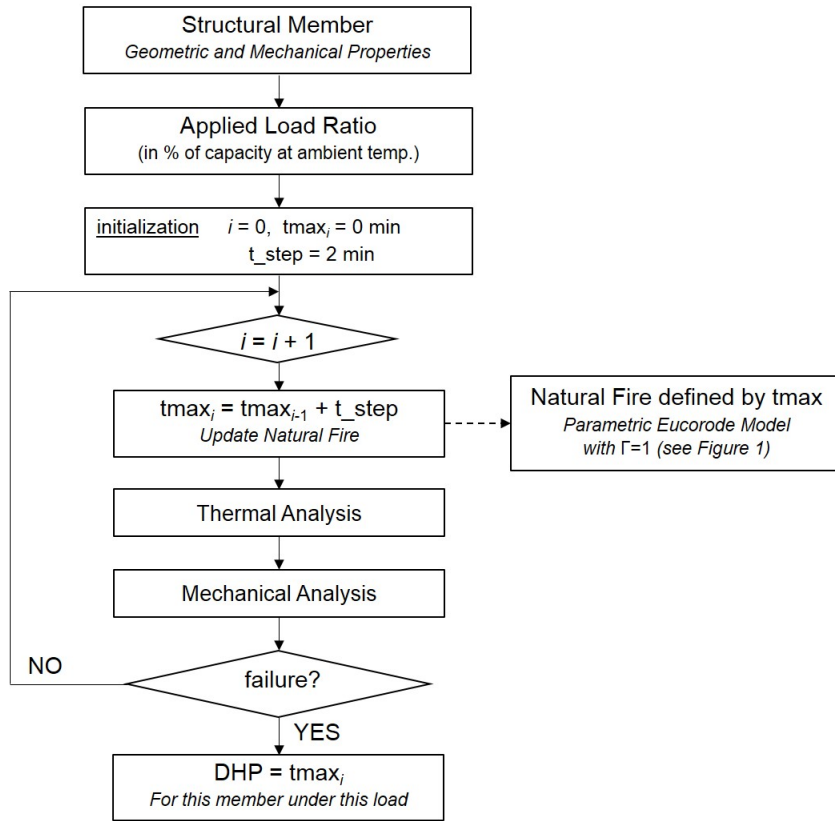 Structural Member
Geometric and Mechanical Properties
Applied Load Ratio
(in % of capacity at ambient temp.)
initialization i = 0, tmaxᵢ = 0 min
t_step = 2 min
i = i + 1
tmaxᵢ = tmaxᵢ₋₁ + t_step
Update Natural Fire
Natural Fire defined by tmax
Parametric Eucorode Model
with Γ=1 (see Figure 1)
Thermal Analysis
Mechanical Analysis
NO
failure?
YES
DHP = tmaxᵢ
For this member under this load